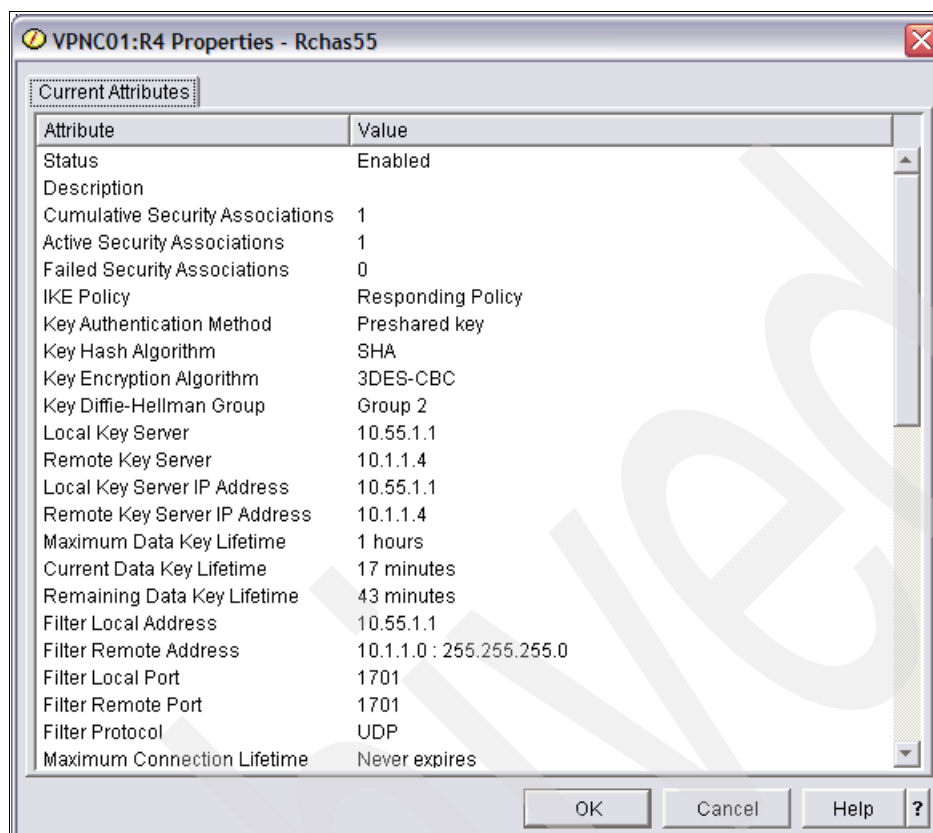 VPNC01:R4 Properties - Rchas55
Current Attributes
Attribute Value
Status Enabled
Description
Cumulative Security Associations 1
Active Security Associations 1
Failed Security Associations 0
IKE Policy Responding Policy
Key Authentication Method Preshared key
Key Hash Algorithm SHA
Key Encryption Algorithm 3DES-CBC
Key Diffie-Hellman Group Group 2
Local Key Server 10.55.1.1
Remote Key Server 10.1.1.4
Local Key Server IP Address 10.55.1.1
Remote Key Server IP Address 10.1.1.4
Maximum Data Key Lifetime 1 hours
Current Data Key Lifetime 17 minutes
Remaining Data Key Lifetime 43 minutes
Filter Local Address 10.55.1.1
Filter Remote Address 10.1.1.0 : 255.255.255.0
Filter Local Port 1701
Filter Remote Port 1701
Filter Protocol UDP
Maximum Connection Lifetime Never expires
OK Cancel Help ?